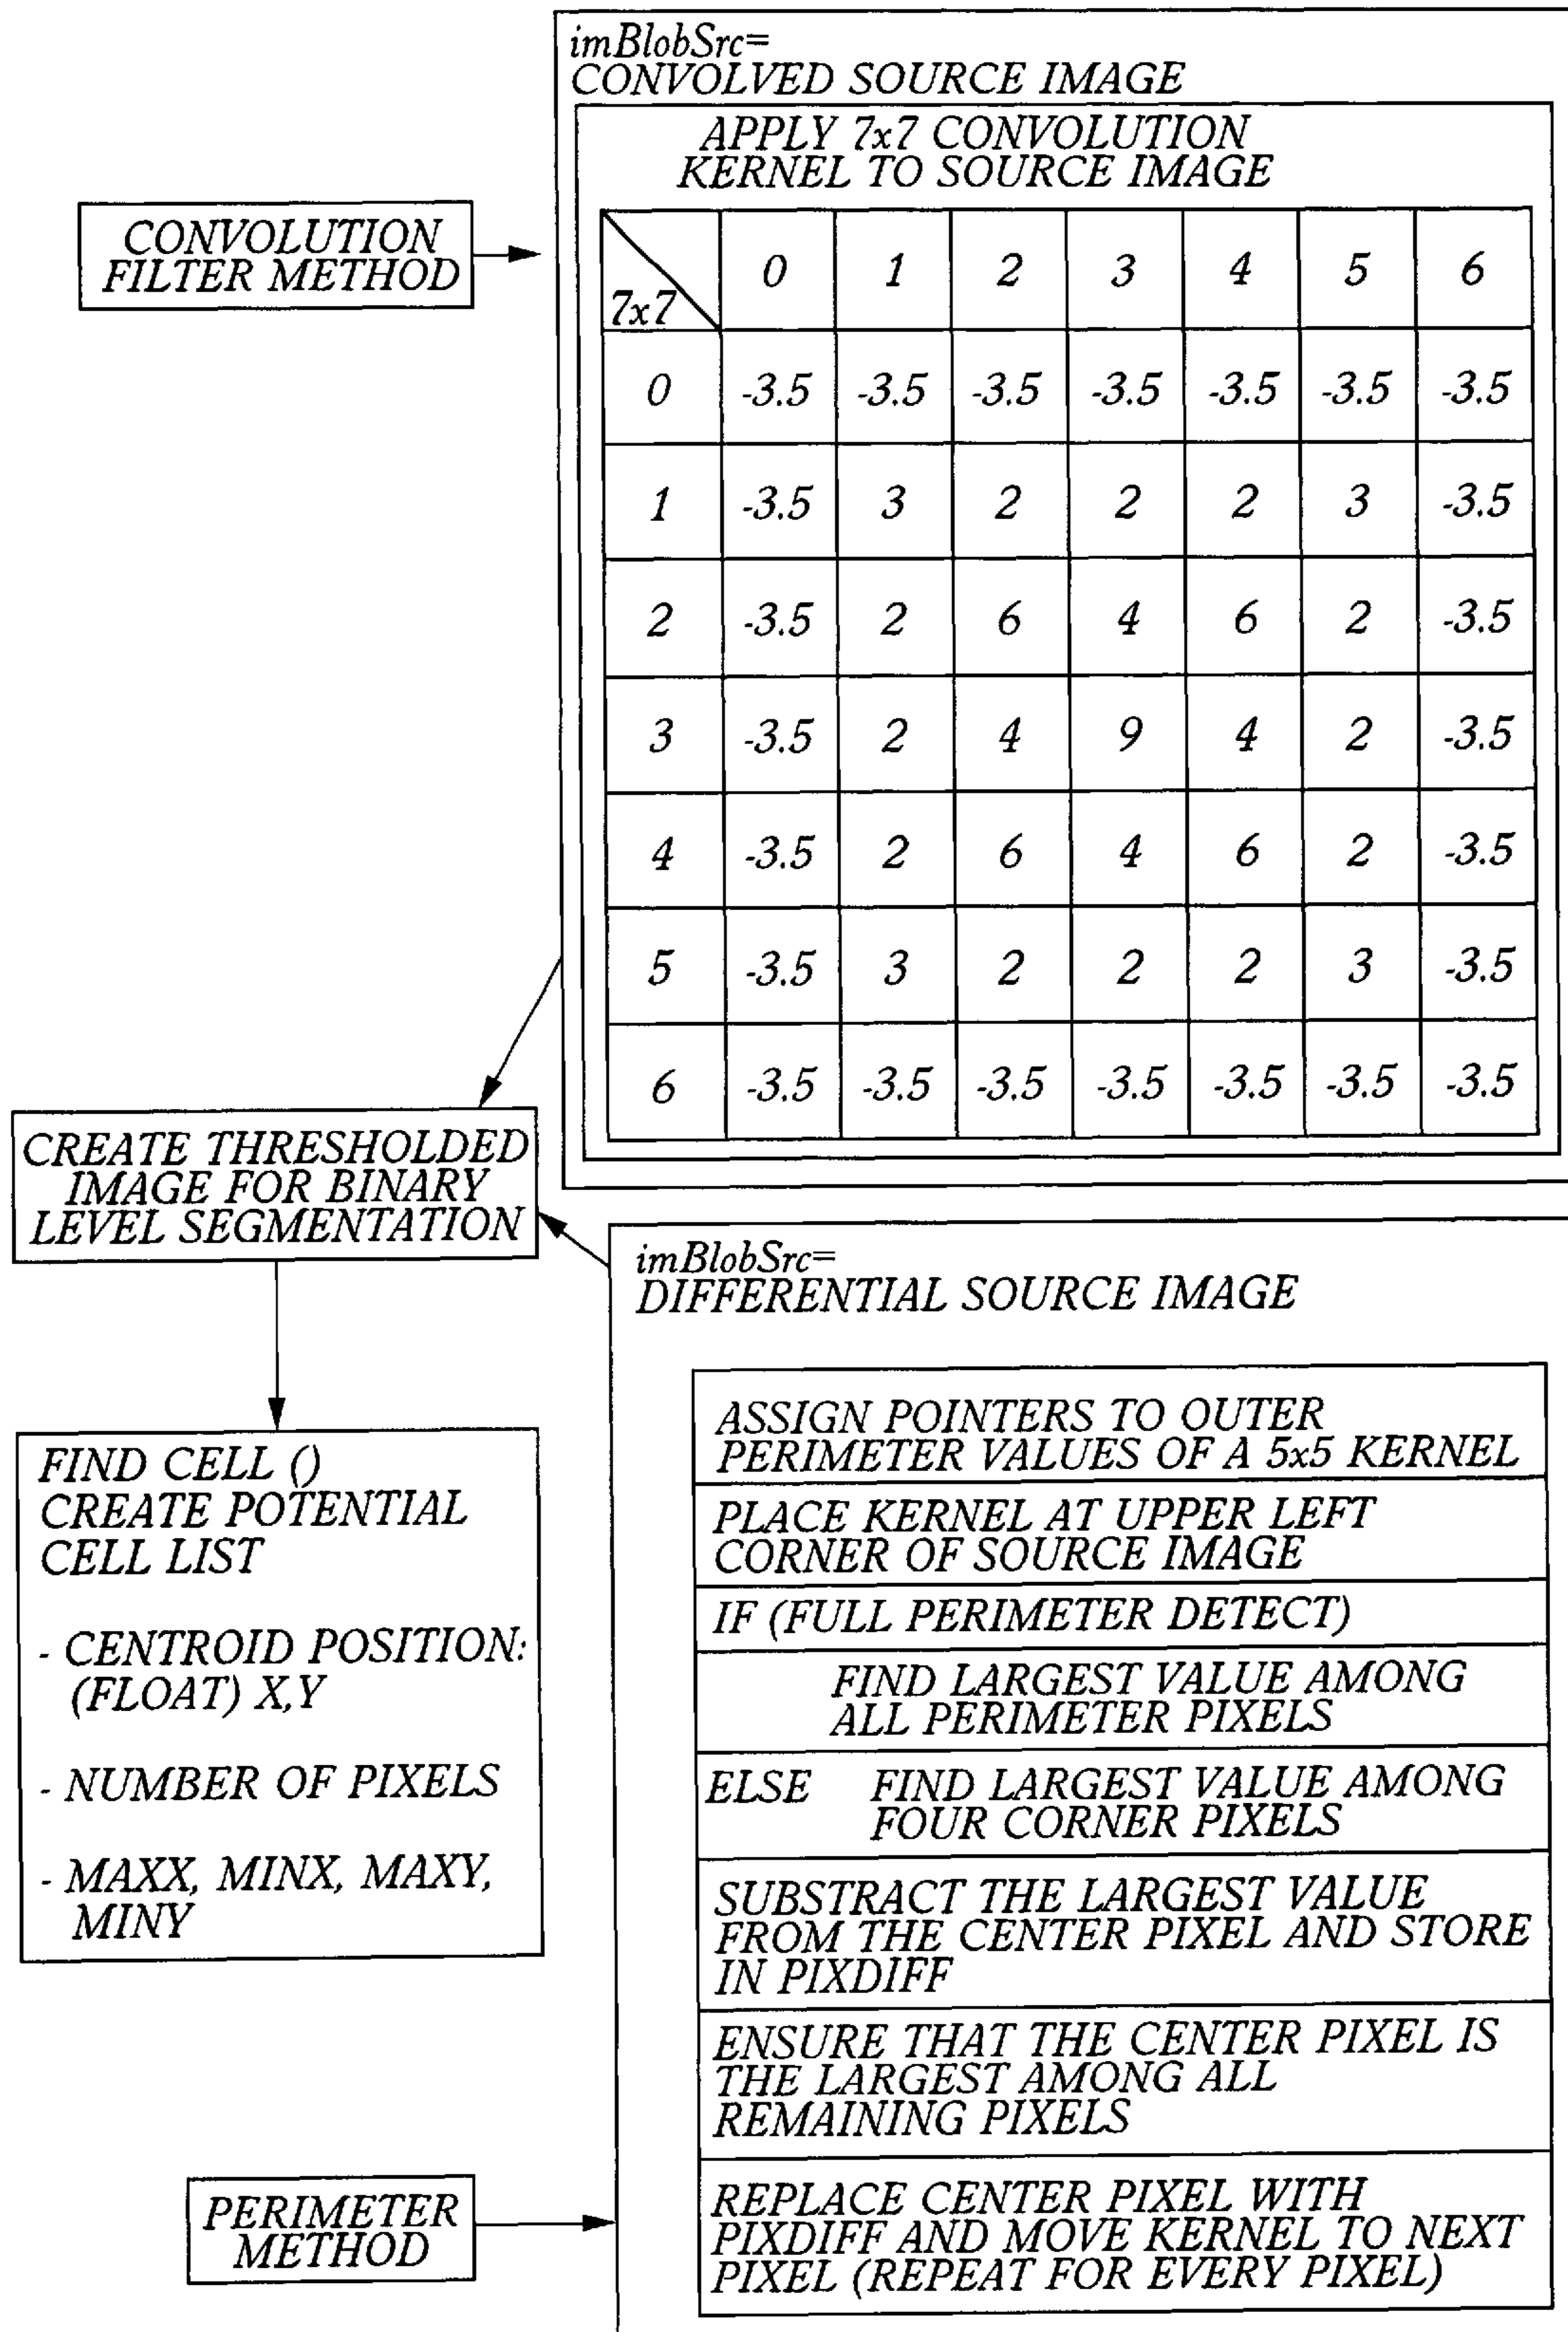 imBlobSrc=
CONVOLVED SOURCE IMAGE
APPLY 7x7 CONVOLUTION
KERNEL TO SOURCE IMAGE
CONVOLUTION
FILTER METHOD
7x7 0 1 2 3 4 5 6
0 -3.5 -3.5 -3.5 -3.5 -3.5 -3.5 -3.5
1 -3.5 3 2 2 2 3 -3.5
2 -3.5 2 6 4 6 2 -3.5
3 -3.5 2 4 9 4 2 -3.5
4 -3.5 2 6 4 6 2 -3.5
5 -3.5 3 2 2 2 3 -3.5
6 -3.5 -3.5 -3.5 -3.5 -3.5 -3.5 -3.5
CREATE THRESHOLDED
IMAGE FOR BINARY
LEVEL SEGMENTATION
FIND CELL ()
CREATE POTENTIAL
CELL LIST
- CENTROID POSITION:
(FLOAT) X,Y
- NUMBER OF PIXELS
- MAXX, MINX, MAXY,
MINY
imBlobSrc=
DIFFERENTIAL SOURCE IMAGE
ASSIGN POINTERS TO OUTER
PERIMETER VALUES OF A 5x5 KERNEL
PLACE KERNEL AT UPPER LEFT
CORNER OF SOURCE IMAGE
IF (FULL PERIMETER DETECT)
FIND LARGEST VALUE AMONG
ALL PERIMETER PIXELS
ELSE FIND LARGEST VALUE AMONG
FOUR CORNER PIXELS
SUBSTRACT THE LARGEST VALUE
FROM THE CENTER PIXEL AND STORE
IN PIXDIFF
ENSURE THAT THE CENTER PIXEL IS
THE LARGEST AMONG ALL
REMAINING PIXELS
REPLACE CENTER PIXEL WITH
PIXDIFF AND MOVE KERNEL TO NEXT
PIXEL (REPEAT FOR EVERY PIXEL)
PERIMETER
METHOD